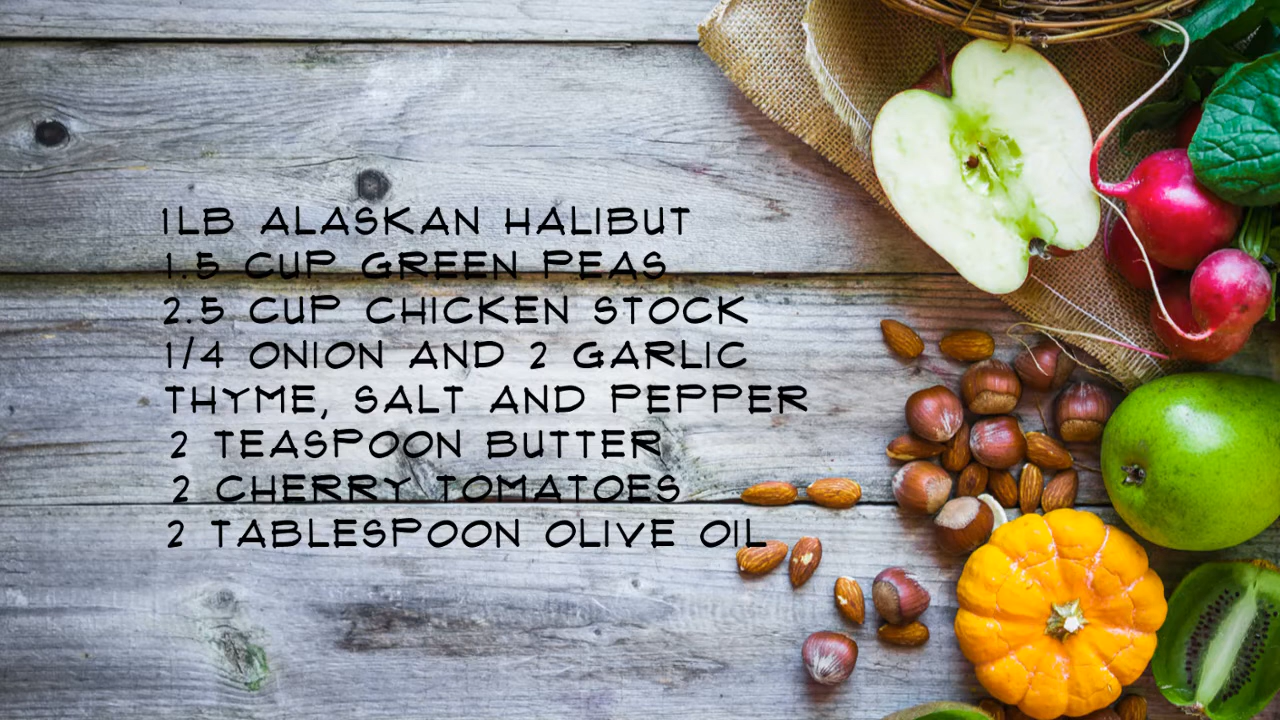 1LB ALASKAN HALIBUT
1.5 CUP GREEN PEAS
2.5 CUP CHICKEN STOCK
1/4 ONION AND 2 GARLIC
THYME, SALT AND PEPPER
2 TEASPOON BUTTER
2 CHERRY TOMATOES
2 TABLESPOON OLIVE OIL